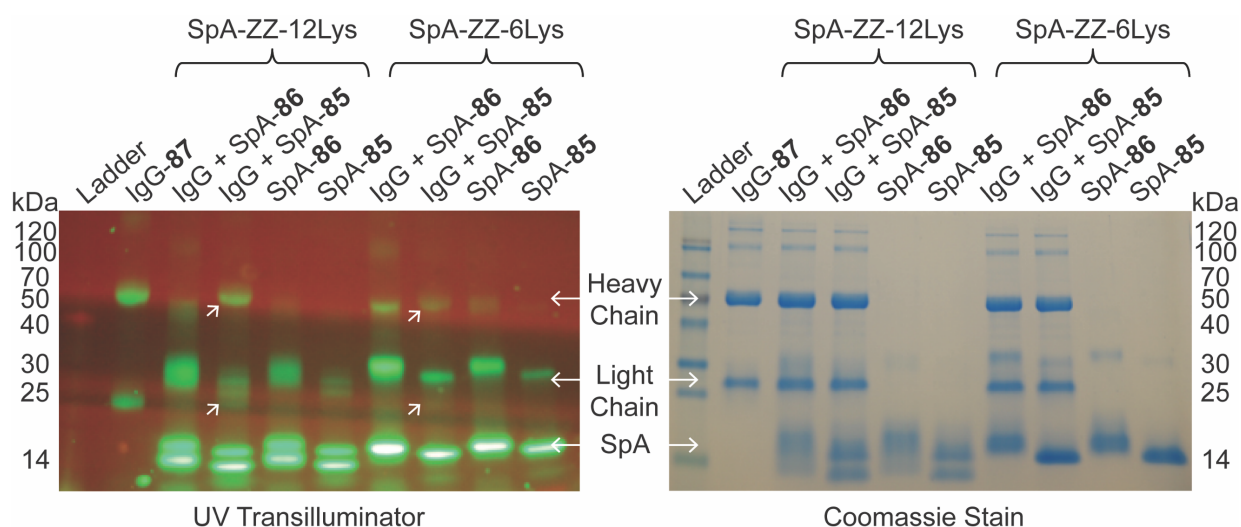 SpA-ZZ-12Lys SpA-ZZ-6Lys SpA-ZZ-12Lys SpA-ZZ-6Lys
Ladder
IgG-87
IgG + SpA-86
IgG + SpA-85
SpA-86
SpA-85
IgG + SpA-86
IgG + SpA-85
SpA-86
SpA-85
Ladder
IgG-87
IgG + SpA-86
IgG + SpA-85
SpA-86
SpA-85
IgG + SpA-86
IgG + SpA-85
SpA-86
SpA-85
kDa
120
100
70
50
40
30
25
14
Heavy
Chain
Light
Chain
SpA
kDa
120
100
70
50
40
30
25
14
UV Transilluminator
Coomassie Stain